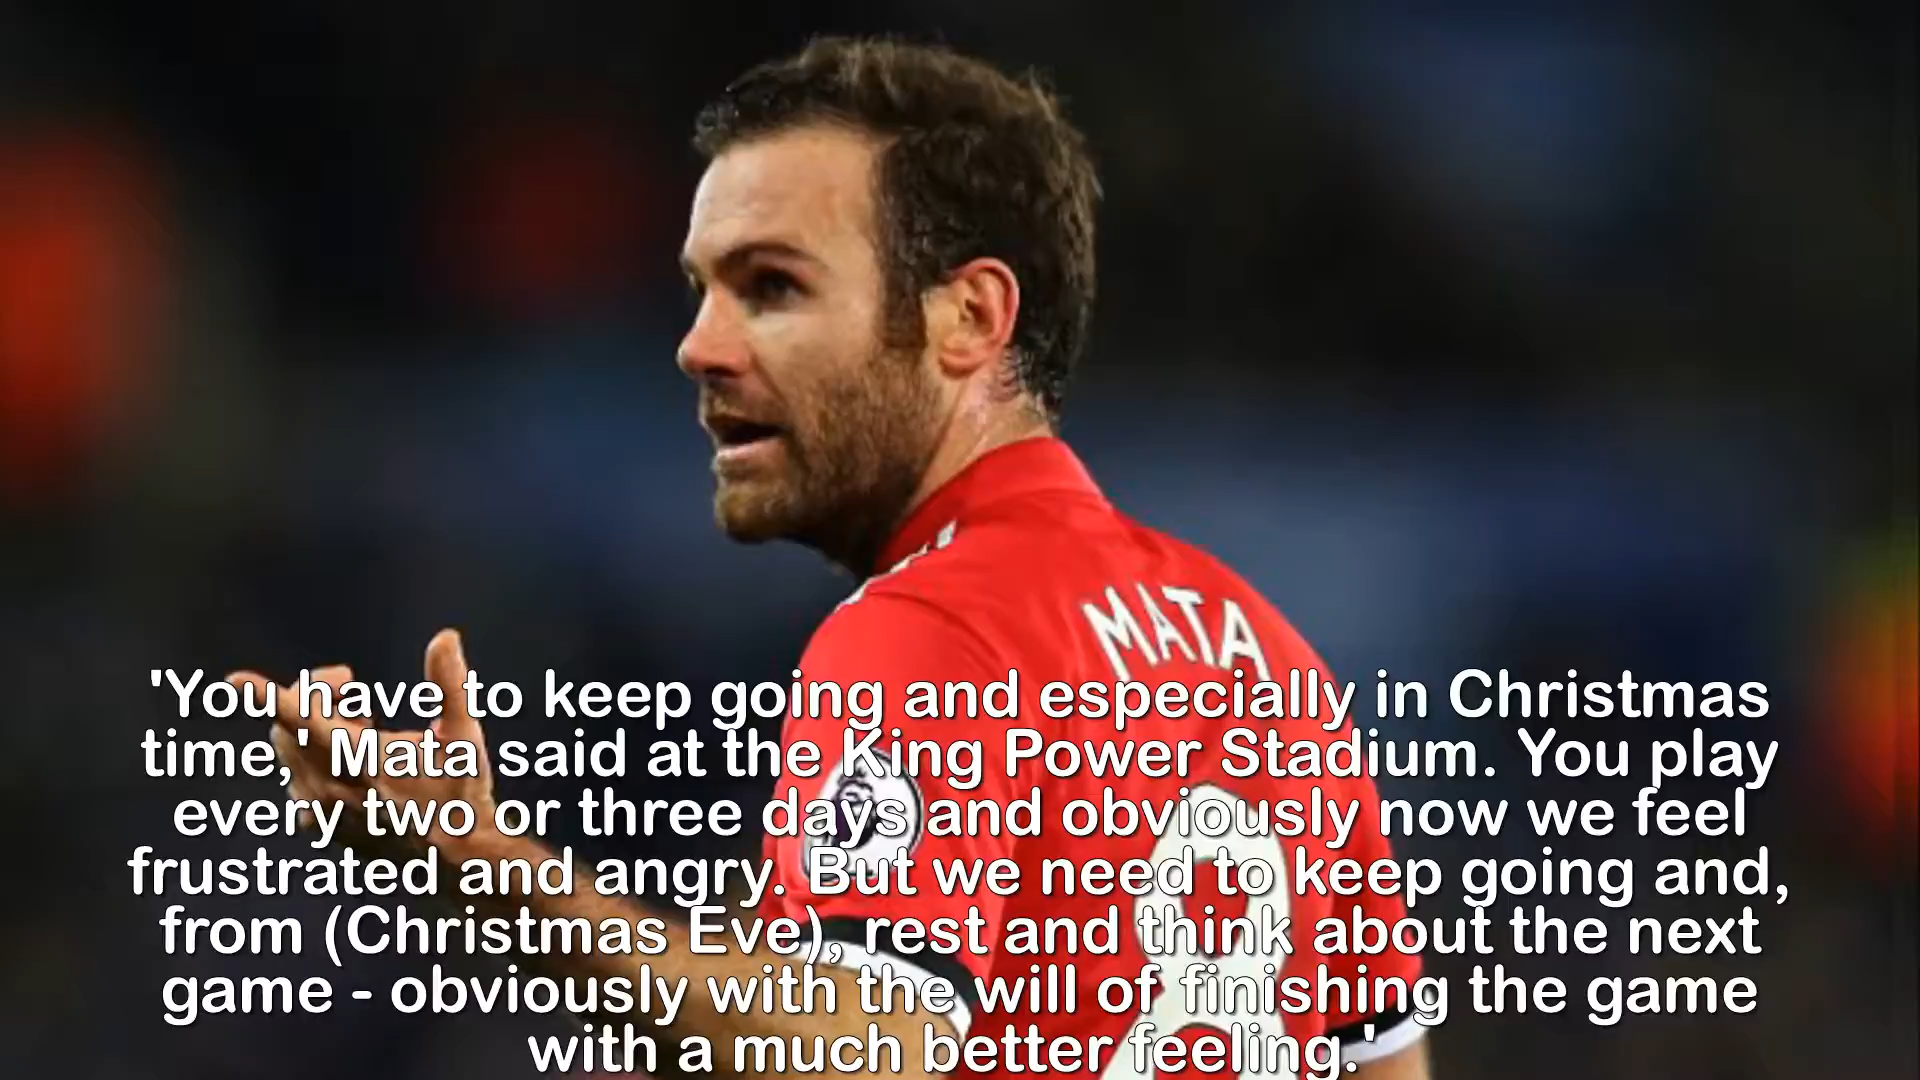 MATA
8
'You have to keep going and especially in Christmas
time,' Mata said at the King Power Stadium. You play
every two or three days and obviously now we feel
frustrated and angry. But we need to keep going and,
from (Christmas Eve), rest and think about the next
game - obviously with the will of finishing the game
with a much better feeling.'